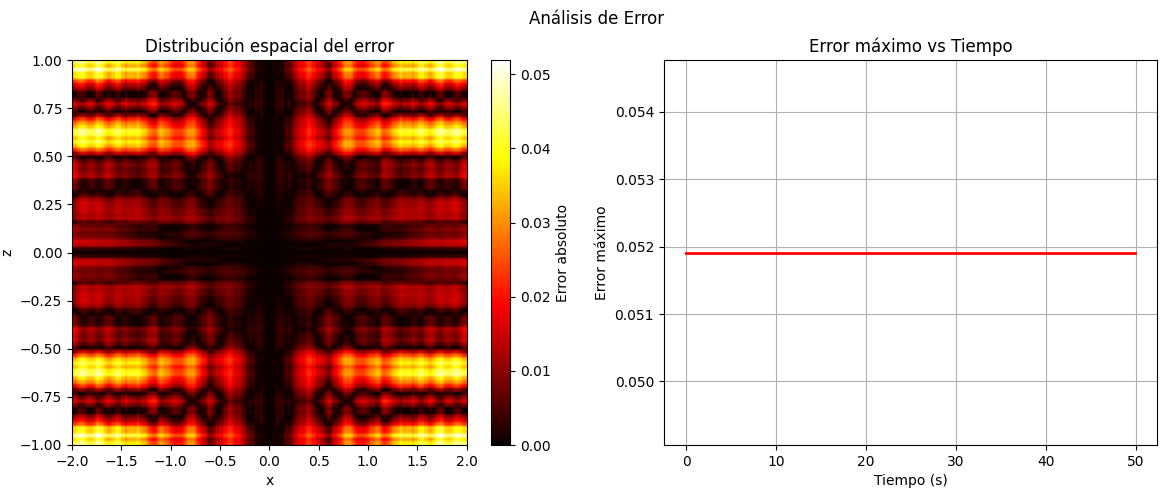 Análisis de Error
Distribución espacial del error
1.00
0.75
0.50
0.25
0.00
−0.25
−0.50
−0.75
−1.00
z
−2.0 −1.5 −1.0 −0.5 0.0 0.5 1.0 1.5 2.0
x
0.05
0.04
0.03
0.02
0.01
0.00
Error absoluto
Error máximo vs Tiempo
0.054
0.053
0.052
0.051
0.050
Error máximo
0 10 20 30 40 50
Tiempo (s)